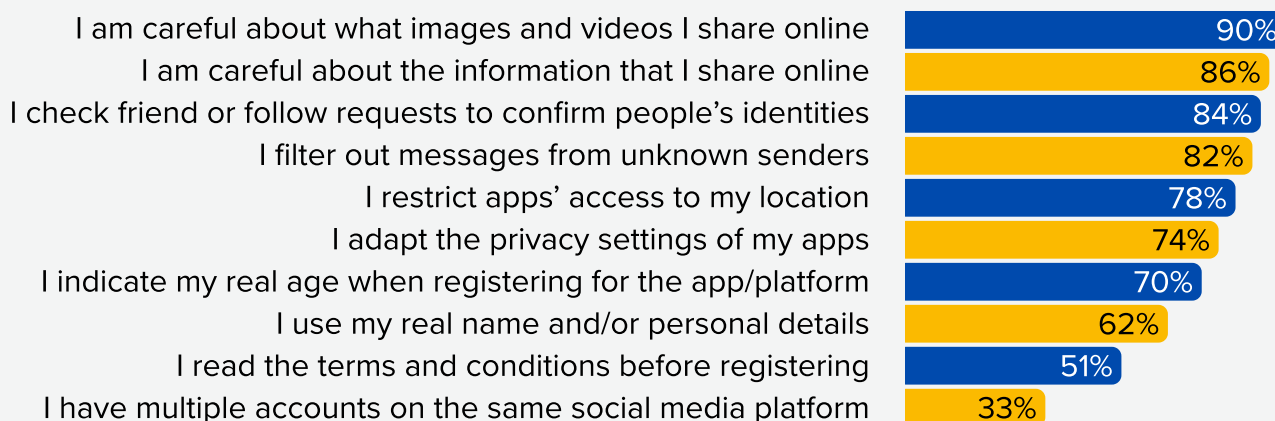 I am careful about what images and videos I share online 90%
I am careful about the information that I share online 86%
I check friend or follow requests to confirm people’s identities 84%
I filter out messages from unknown senders 82%
I restrict apps’ access to my location 78%
I adapt the privacy settings of my apps 74%
I indicate my real age when registering for the app/platform 70%
I use my real name and/or personal details 62%
I read the terms and conditions before registering 51%
I have multiple accounts on the same social media platform 33%